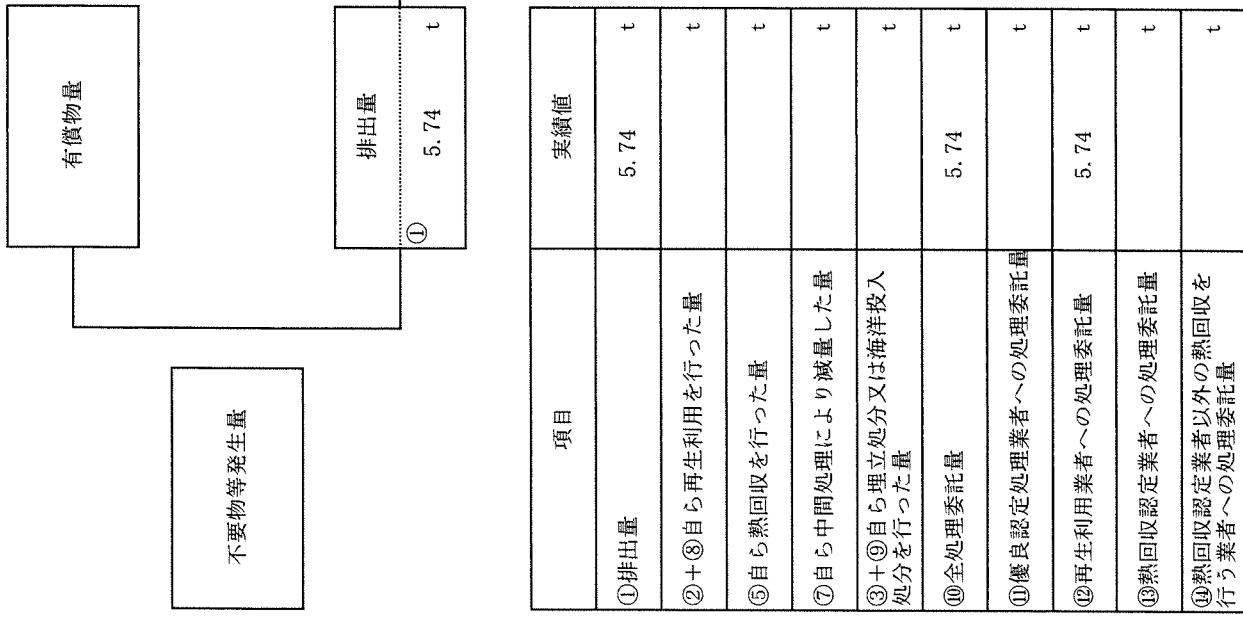 不要物等発生量
有償物量
排出量
① 5.74 t
項目 実績値
①排出量 5.74 t
②+⑧自ら再生利用を行った量 t
⑤自ら熱回収を行った量 t
⑦自ら中間処理により減量した量 t
③+⑨自ら埋立処分又は海洋投入
処分を行った量 t
⑩全処理委託量 5.74 t
⑪優良認定処理業者への処理委託量 t
⑫再生利用業者への処理委託量 5.74 t
⑬熱回収認定業者への処理委託量 t
⑭熱回収認定業者以外の熱回収を
行う業者への処理委託量 t